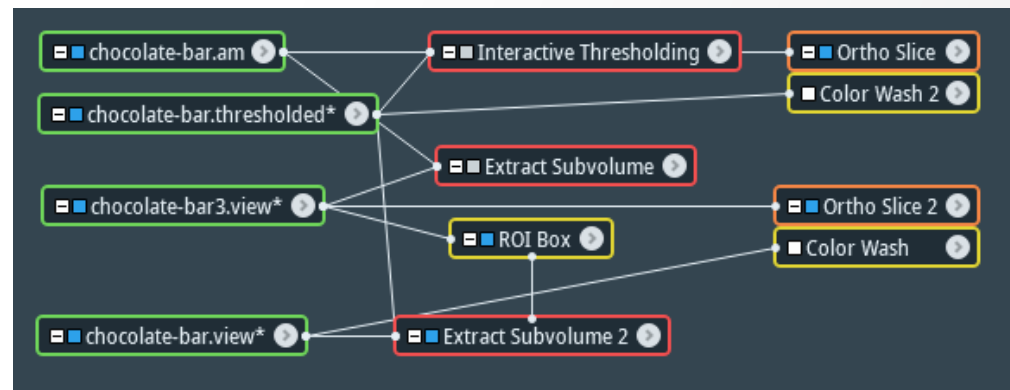 chocolate-bar.am
Interactive Thresholding
Ortho Slice
Color Wash 2
chocolate-bar.thresholded*
Extract Subvolume
chocolate-bar3.view*
Ortho Slice 2
ROI Box
Color Wash
chocolate-bar.view*
Extract Subvolume 2